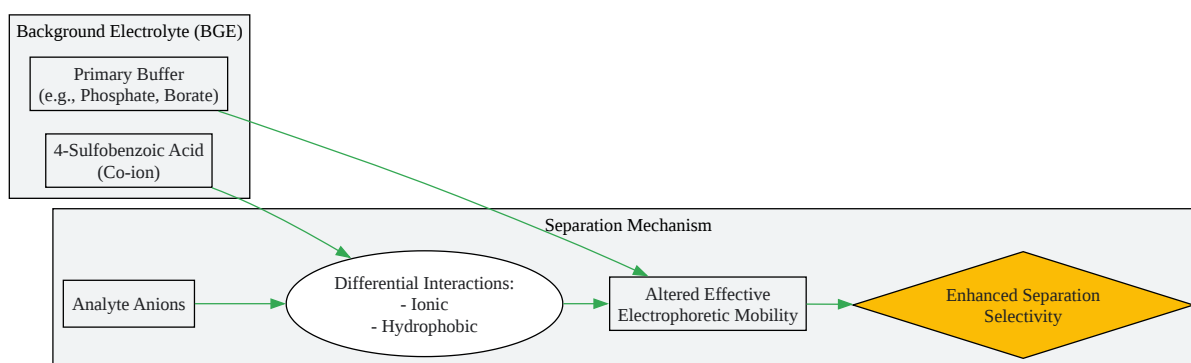 Background Electrolyte (BGE)
Primary Buffer
(e.g., Phosphate, Borate)
4-Sulfobenzoic Acid
(Co-ion)
Separation Mechanism
Analyte Anions
Differential Interactions:
- Ionic
- Hydrophobic
Altered Effective
Electrophoretic Mobility
Enhanced Separation
Selectivity